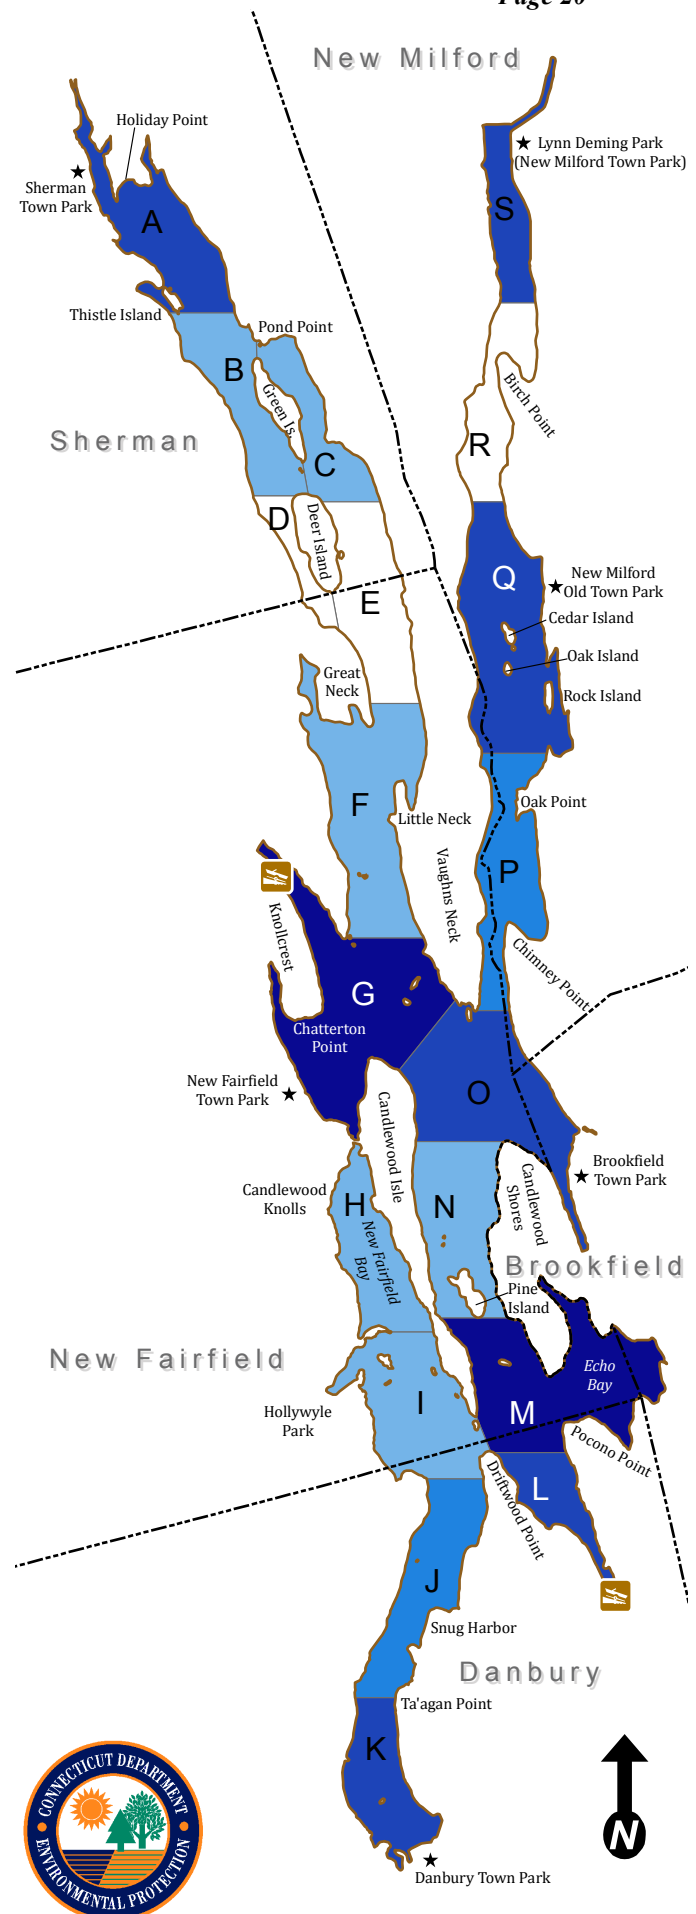 Page 20
New Milford
Holiday Point
Lynn Deming Park
(New Milford Town Park)
Sherman
Town Park
A
S
Thistle Island
Pond Point
B
Green Is.
Birch Point
Sherman
R
C
D
Deer Island
Q
New Milford
Old Town Park
E
Cedar Island
Oak Island
Great
Neck
Rock Island
F
Oak Point
Little Neck
Vaughns Neck
P
Knollcrest
Chimney Point
G
Chatterton
Point
New Fairfield
Town Park
O
Candlewood Isle
Brookfield
Town Park
Candlewood
Shores
Candlewood
Knolls
H
N
New Fairfield
Bay
Brookfield
Pine
Island
New Fairfield
Echo
Bay
Hollywyle
Park
I
M
Pocono Point
Driftwood Point
L
J
Snug Harbor
Danbury
Ta'agan Point
K
CONNECTICUT DEPARTMENT
ENVIRONMENTAL PROTECTION
N
Danbury Town Park